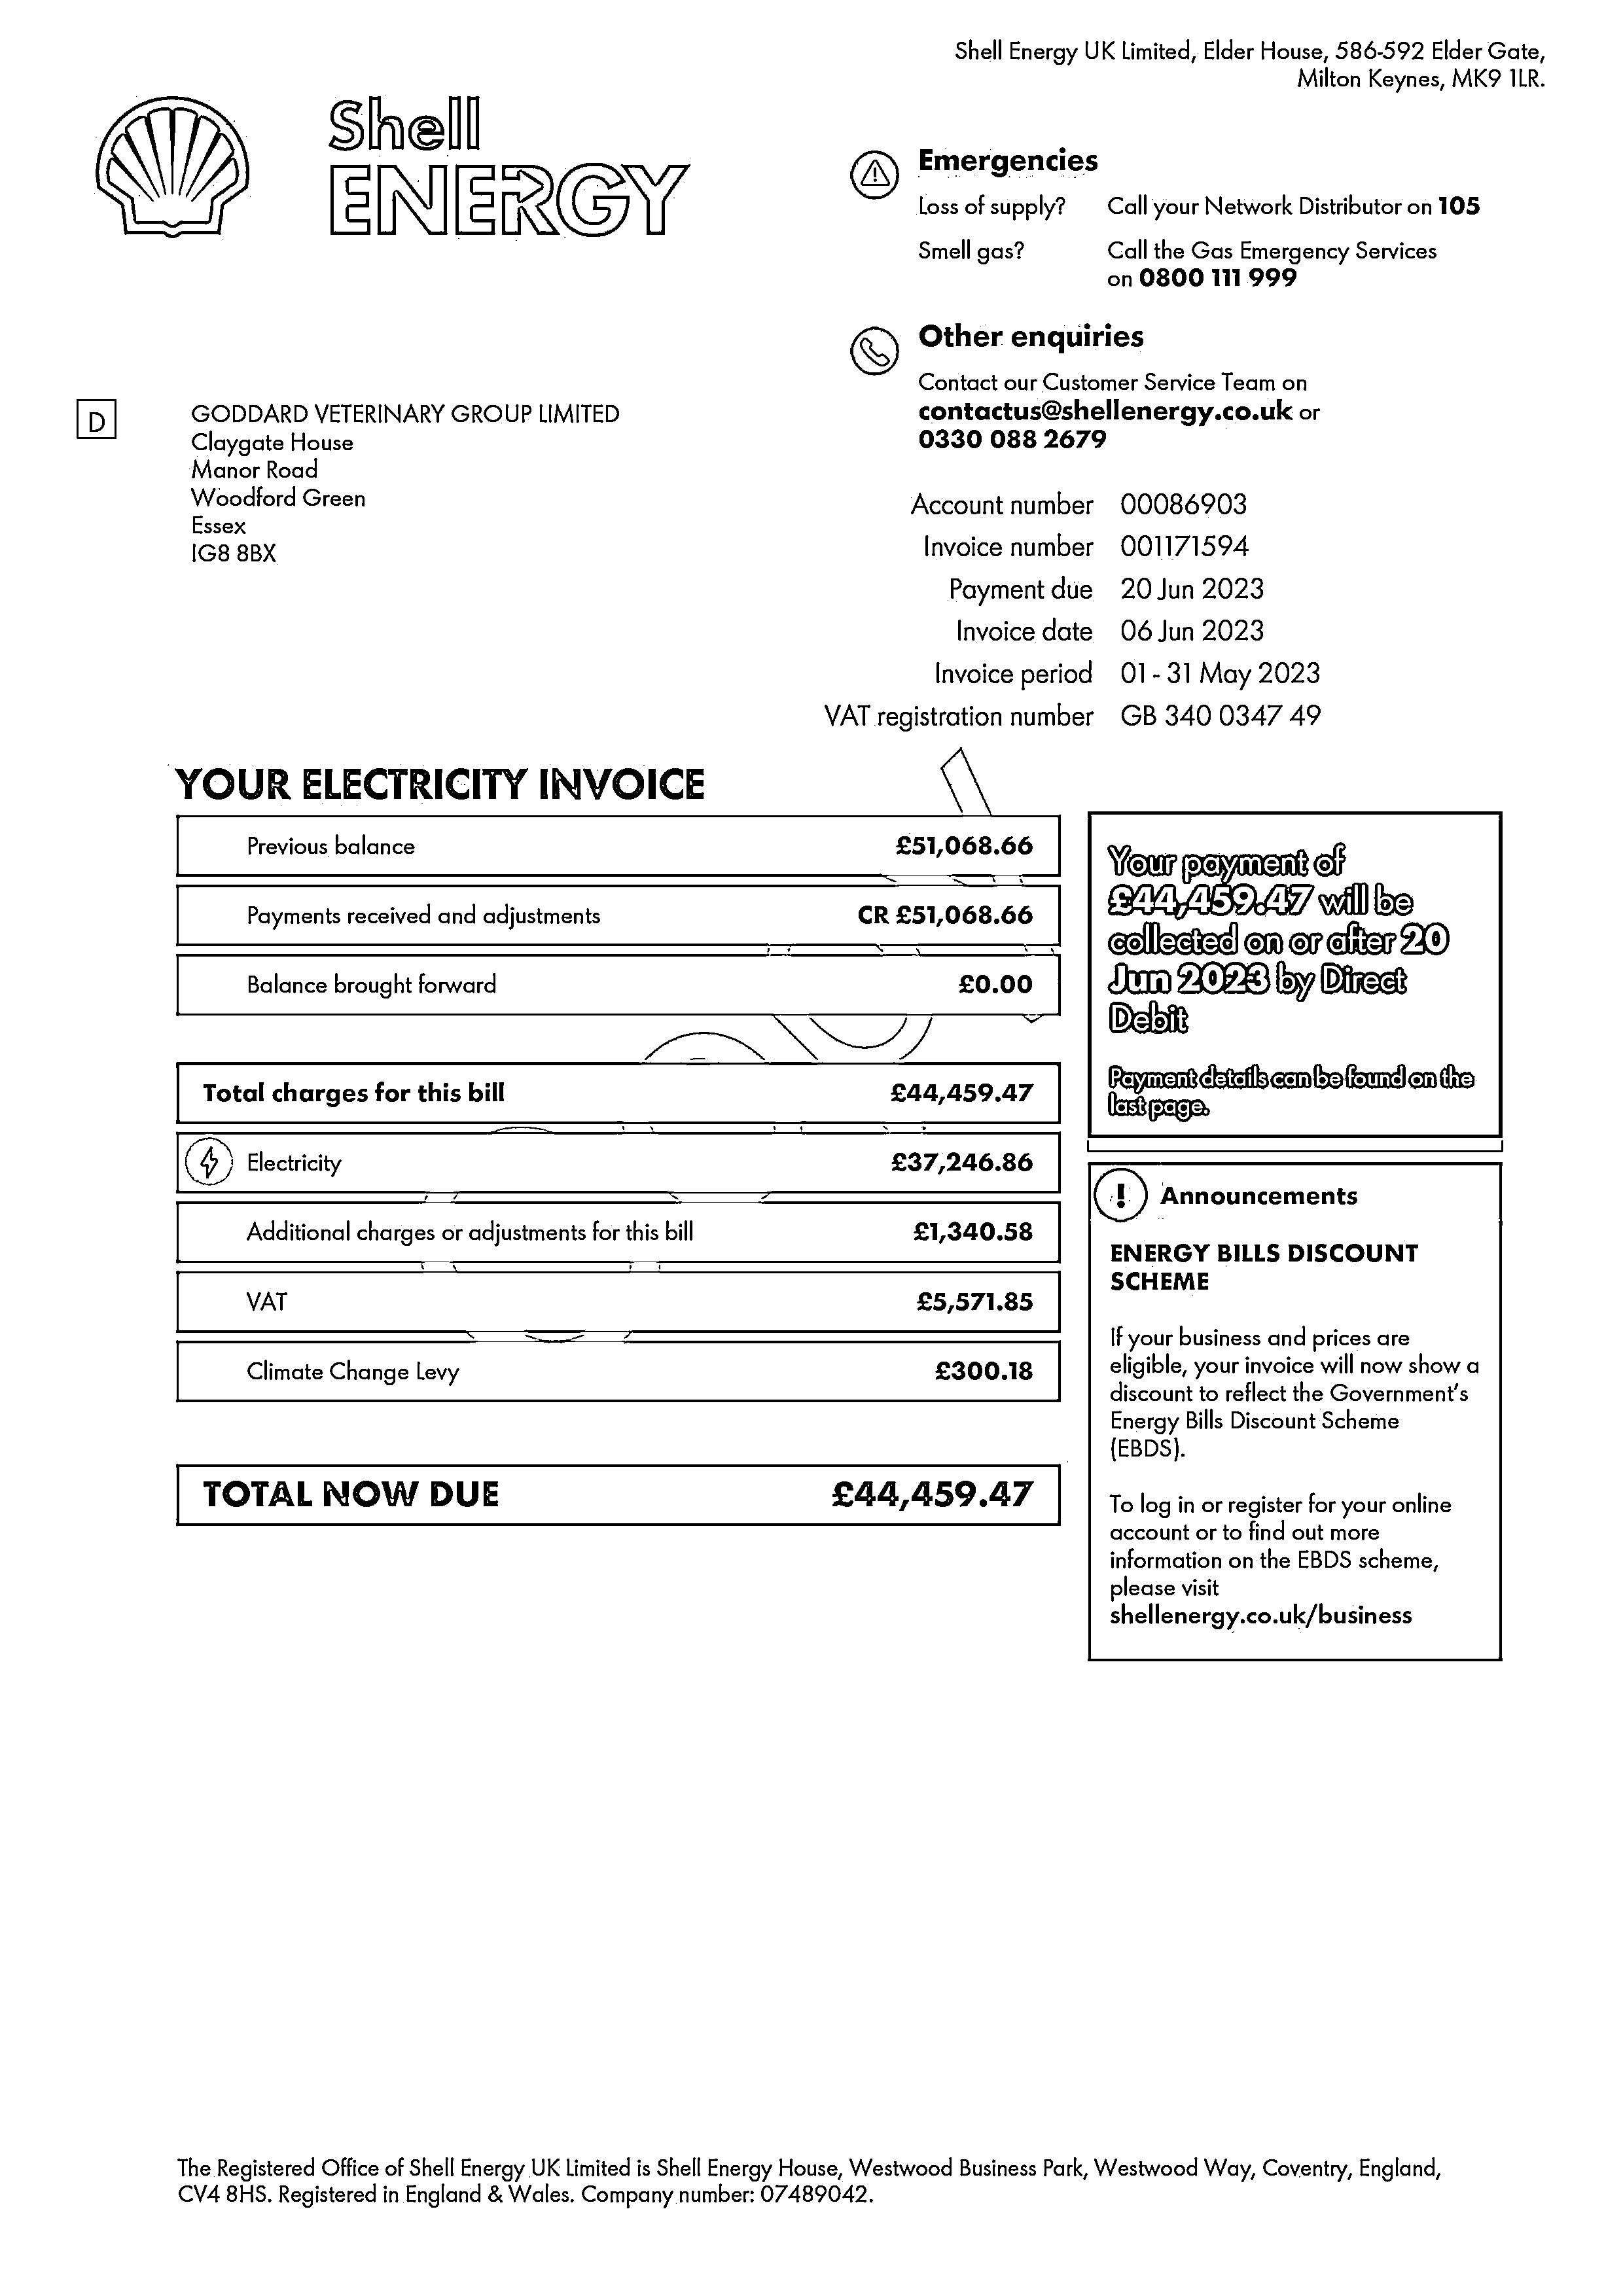 Shell Energy UK Limited, Elder House, 586-592 Elder Gate,
Milton Keynes, MK9 1LR.
Shell
ENERGY
Emergencies
Loss of supply? Call your Network Distributor on 105
Smell gas? Call the Gas Emergency Services
on 0800 111 999
Other enquiries
Contact our Customer Service Team on
contactus@shellenergy.co.uk or
0330 088 2679
D
GODDARD VETERINARY GROUP LIMITED
Claygate House
Manor Road
Woodford Green
Essex
IG8 8BX
Account number 00086903
Invoice number 001171594
Payment due 20 Jun 2023
Invoice date 06 Jun 2023
Invoice period 01 - 31 May 2023
VAT registration number GB 340 0347 49
YOUR ELECTRICITY INVOICE
Previous balance £51,068.66
Payments received and adjustments CR £51,068.66
Balance brought forward £0.00
Total charges for this bill £44,459.47
Electricity £37,246.86
Additional charges or adjustments for this bill £1,340.58
VAT £5,571.85
Climate Change Levy £300.18
TOTAL NOW DUE £44,459.47
Your payment of
£44,459.47 will be
collected on or after 20
Jun 2023 by Direct
Debit
Payment details can be found on the
last page.
! Announcements
ENERGY BILLS DISCOUNT
SCHEME
If your business and prices are
eligible, your invoice will now show a
discount to reflect the Government's
Energy Bills Discount Scheme
(EBDS).
To log in or register for your online
account or to find out more
information on the EBDS scheme,
please visit
shellenergy.co.uk/business
The Registered Office of Shell Energy UK Limited is Shell Energy House, Westwood Business Park, Westwood Way, Coventry, England,
CV4 8HS. Registered in England & Wales. Company number: 07489042.